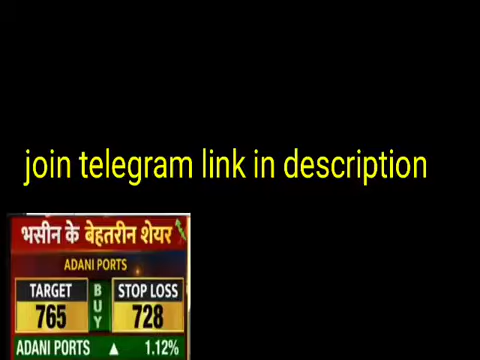 join telegram link in description
भसीन के बेहतरीन शेयर
ADANI PORTS
TARGET BUY STOP LOSS
765 728
ADANI PORTS ▲ 1.12%